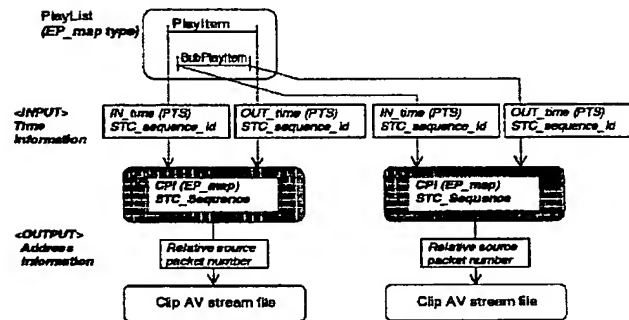 PlayList
(EP_map type)
PlayItem
SubPlayItem
<INPUT>
Time
Information
IN_time (PTS)
STC_sequence_id
OUT_time (PTS)
STC_sequence_id
IN_time (PTS)
STC_sequence_id
OUT_time (PTS)
STC_sequence_id
CPI (EP_map)
STC_Sequence
CPI (EP_map)
STC_Sequence
<OUTPUT>
Address
Information
Relative source
packet number
Relative source
packet number
Clip AV stream file
Clip AV stream file